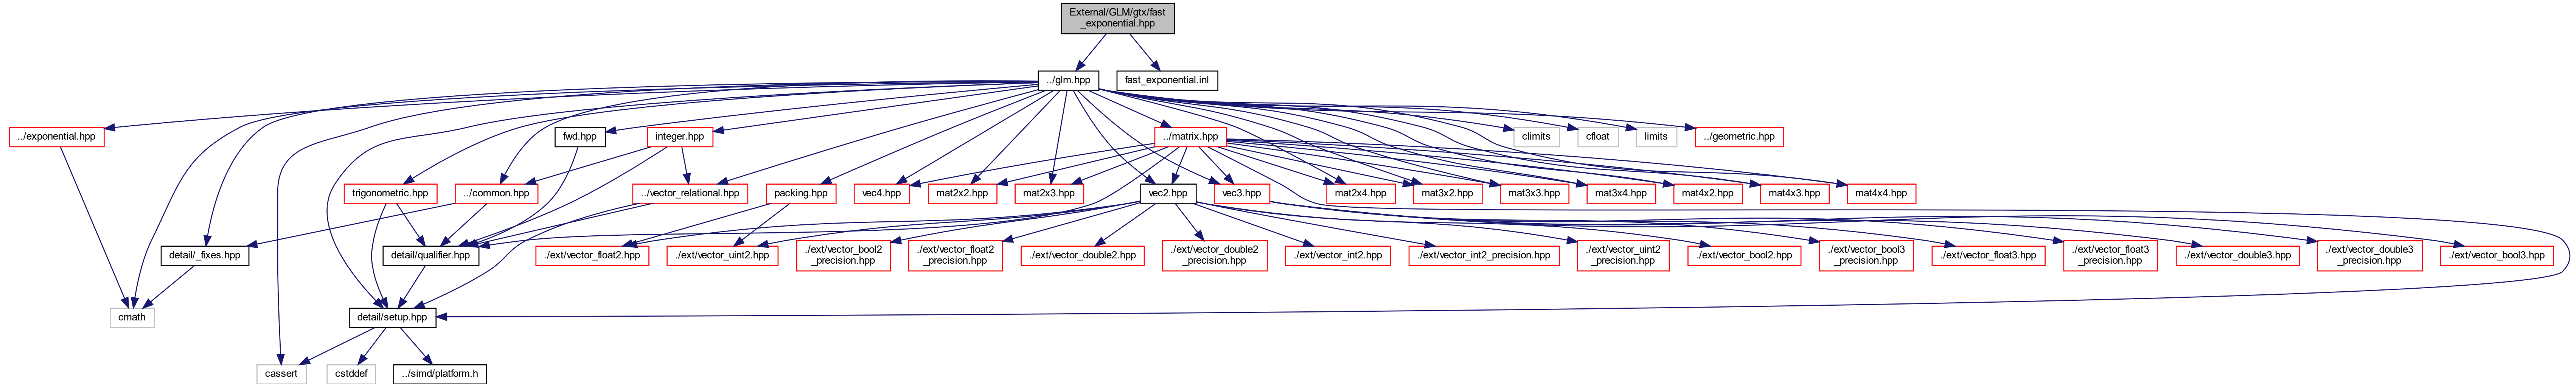 External/GLM/gtx/fast
_exponential.hpp
../glm.hpp
fast_exponential.inl
../exponential.hpp
fwd.hpp
integer.hpp
../matrix.hpp
climits
cfloat
limits
../geometric.hpp
trigonometric.hpp
../common.hpp
../vector_relational.hpp
packing.hpp
vec4.hpp
mat2x2.hpp
mat2x3.hpp
vec2.hpp
vec3.hpp
mat2x4.hpp
mat3x2.hpp
mat3x3.hpp
mat3x4.hpp
mat4x2.hpp
mat4x3.hpp
mat4x4.hpp
detail/_fixes.hpp
detail/qualifier.hpp
./ext/vector_float2.hpp
./ext/vector_uint2.hpp
./ext/vector_bool2
_precision.hpp
./ext/vector_float2
_precision.hpp
./ext/vector_double2.hpp
./ext/vector_double2
_precision.hpp
./ext/vector_int2.hpp
./ext/vector_int2_precision.hpp
./ext/vector_uint2
_precision.hpp
./ext/vector_bool2.hpp
./ext/vector_bool3
_precision.hpp
./ext/vector_float3.hpp
./ext/vector_float3
_precision.hpp
./ext/vector_double3.hpp
./ext/vector_double3
_precision.hpp
./ext/vector_bool3.hpp
cmath
detail/setup.hpp
cassert
cstddef
../simd/platform.h